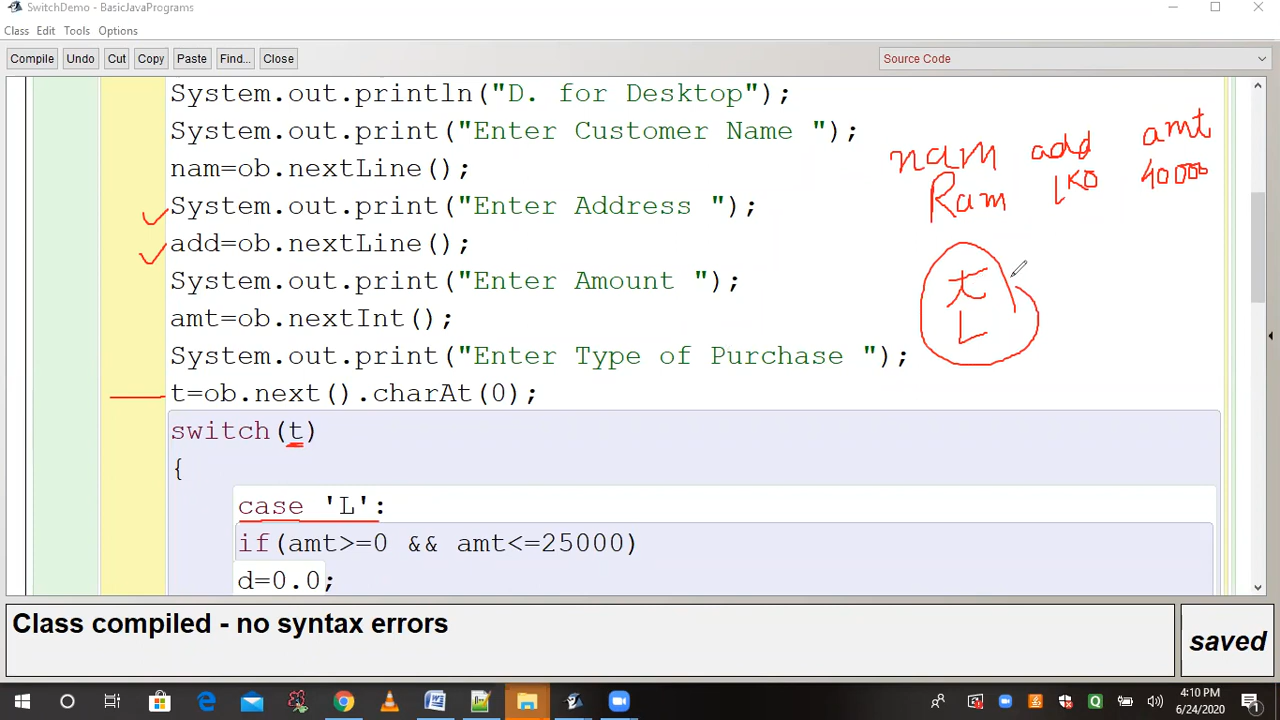 SwitchDemo - BasicJavaPrograms
Class Edit Tools Options
Compile Undo Cut Copy Paste Find... Close Source Code
System.out.println("D. for Desktop");
System.out.print("Enter Customer Name ");
nam=ob.nextLine();
System.out.print("Enter Address ");
add=ob.nextLine();
System.out.print("Enter Amount ");
amt=ob.nextInt();
System.out.print("Enter Type of Purchase ");
t=ob.next().charAt(0);
switch(t)
{
case 'L':
if(amt>=0 && amt<=25000)
d=0.0;
nam add amt
Ram LKO 40000
t
L
Class compiled - no syntax errors
saved
4:10 PM
6/24/2020